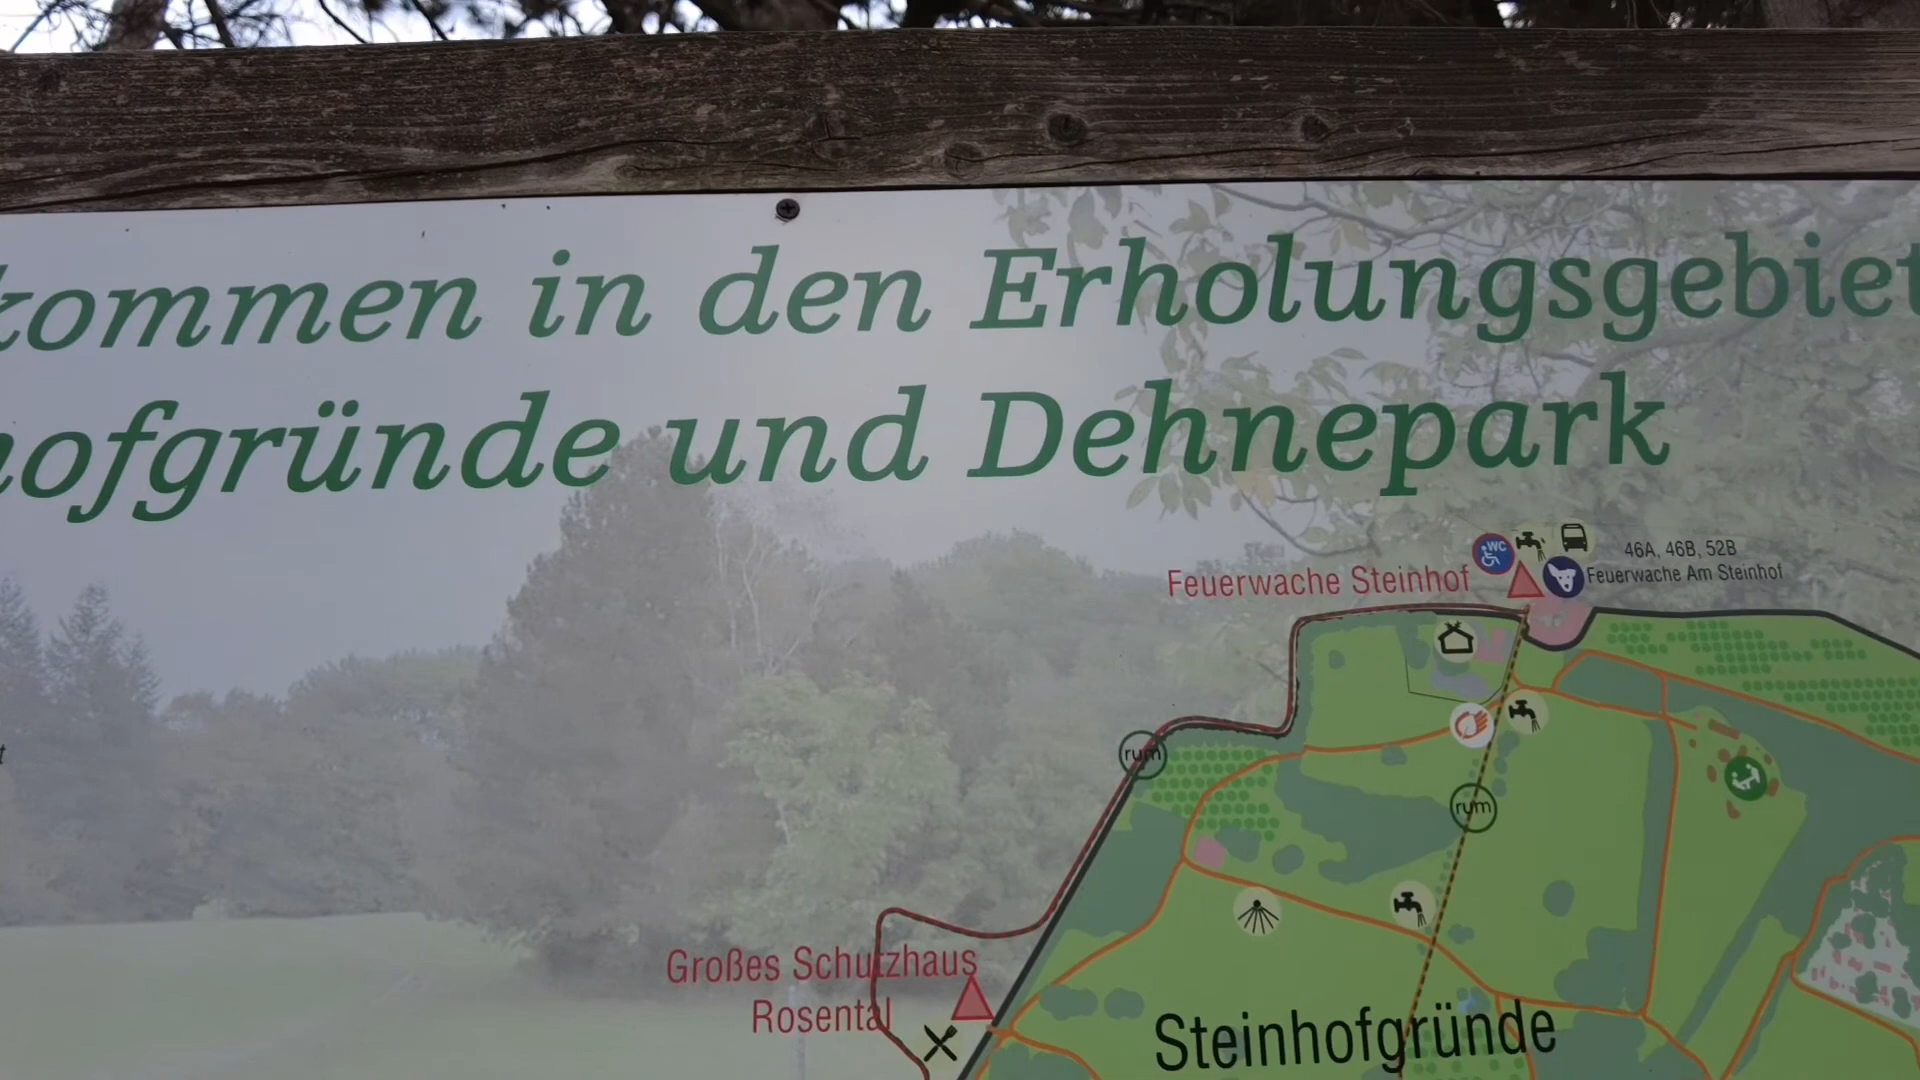 kommen in den Erholungsgebiet
hofgründe und Dehnepark
WC
46A, 46B, 52B
Feuerwache Steinhof
Feuerwache Am Steinhof
rum
rum
Großes Schutzhaus
Rosental
Steinhofgründe